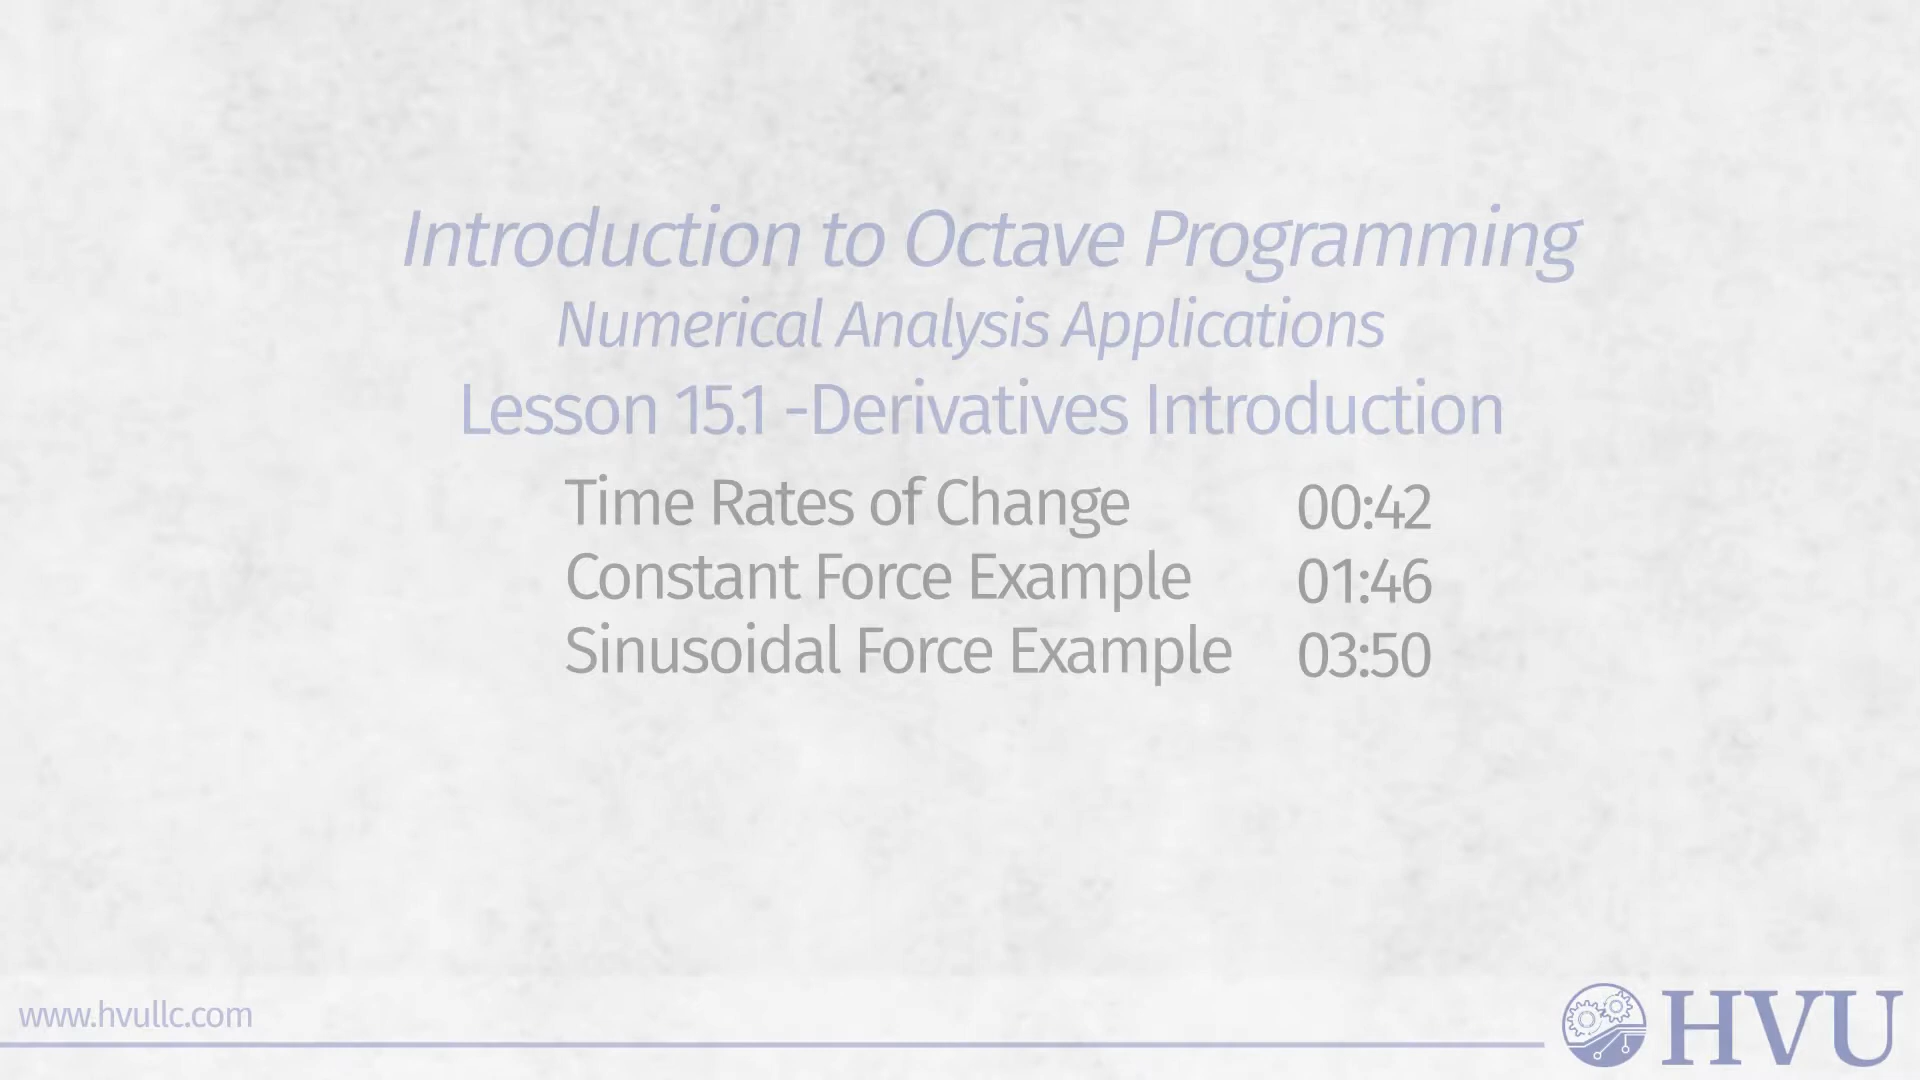 Introduction to Octave Programming
Numerical Analysis Applications
Lesson 15.1 -Derivatives Introduction
Time Rates of Change 00:42
Constant Force Example 01:46
Sinusoidal Force Example 03:50
www.hvullc.com
HVU